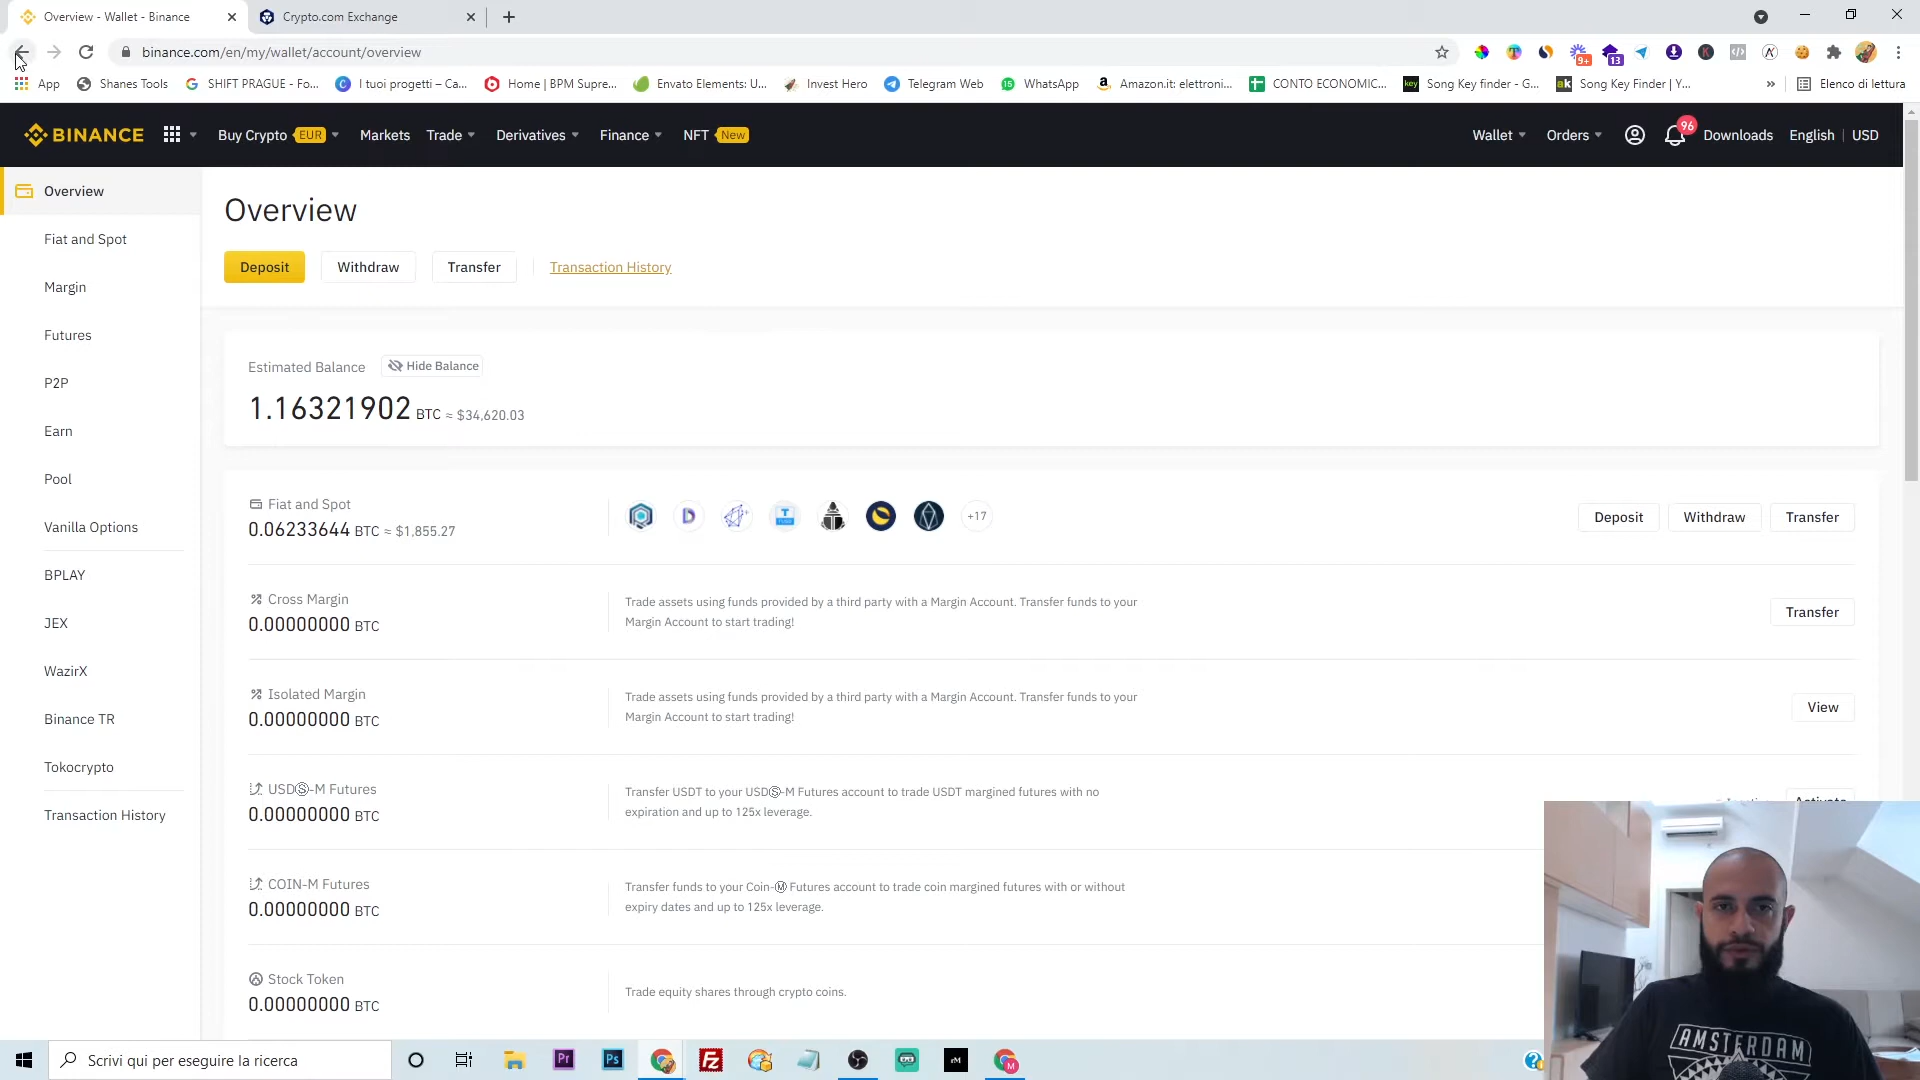 Overview - Wallet - Binance
Crypto.com Exchange
binance.com/en/my/wallet/account/overview
9+
13
App
Shanes Tools
SHIFT PRAGUE - Fo...
I tuoi progetti – Ca...
Home | BPM Supre...
Envato Elements: U...
Invest Hero
Telegram Web
WhatsApp
Amazon.it: elettroni...
CONTO ECONOMIC...
Song Key finder - G...
Song Key Finder | Y...
»
Elenco di lettura
BINANCE
Buy Crypto EUR
Markets
Trade
Derivatives
Finance
NFT New
Wallet
Orders
96
Downloads
English | USD
Overview
Fiat and Spot
Margin
Futures
P2P
Earn
Pool
Vanilla Options
BPLAY
JEX
WazirX
Binance TR
Tokocrypto
Transaction History
Overview
Deposit
Withdraw
Transfer
Transaction History
Estimated Balance
Hide Balance
1.16321902 BTC ≈ $34,620.03
Fiat and Spot
0.06233644 BTC ≈ $1,855.27
+17
Deposit
Withdraw
Transfer
Cross Margin
0.00000000 BTC
Trade assets using funds provided by a third party with a Margin Account. Transfer funds to your
Margin Account to start trading!
Transfer
Isolated Margin
0.00000000 BTC
Trade assets using funds provided by a third party with a Margin Account. Transfer funds to your
Margin Account to start trading!
View
USDⓈ-M Futures
0.00000000 BTC
Transfer USDT to your USDⓈ-M Futures account to trade USDT margined futures with no
expiration and up to 125x leverage.
COIN-M Futures
0.00000000 BTC
Transfer funds to your Coin-Ⓜ Futures account to trade coin margined futures with or without
expiry dates and up to 125x leverage.
Stock Token
0.00000000 BTC
Trade equity shares through crypto coins.
AMSTERDAM
Scrivi qui per eseguire la ricerca
Pr
Ps
FZ
rM
M